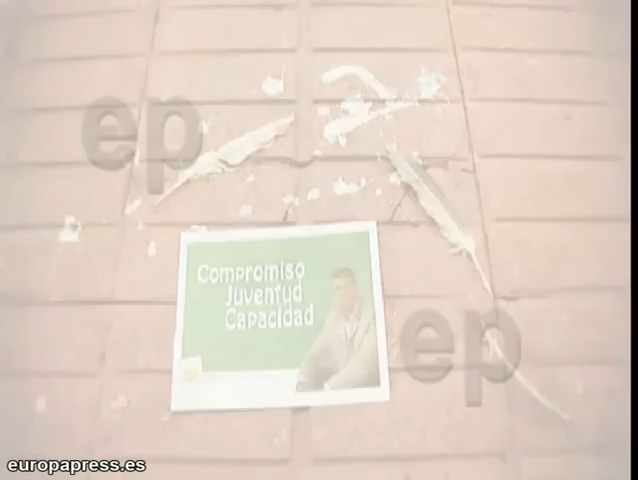 ep
Compromiso
Juventud
Capacidad
ep
europapress.es